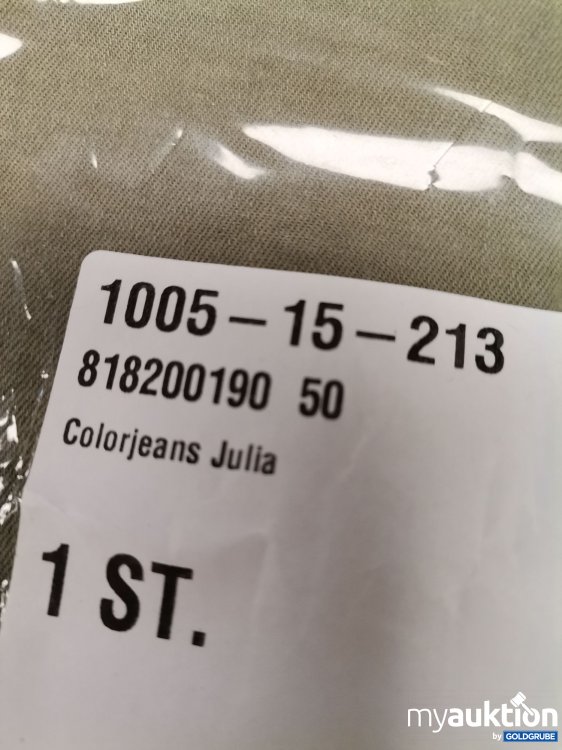 1005 – 15 – 213
818200190 50
Colorjeans Julia
1 ST.
myauktion
by GOLDGRUBE